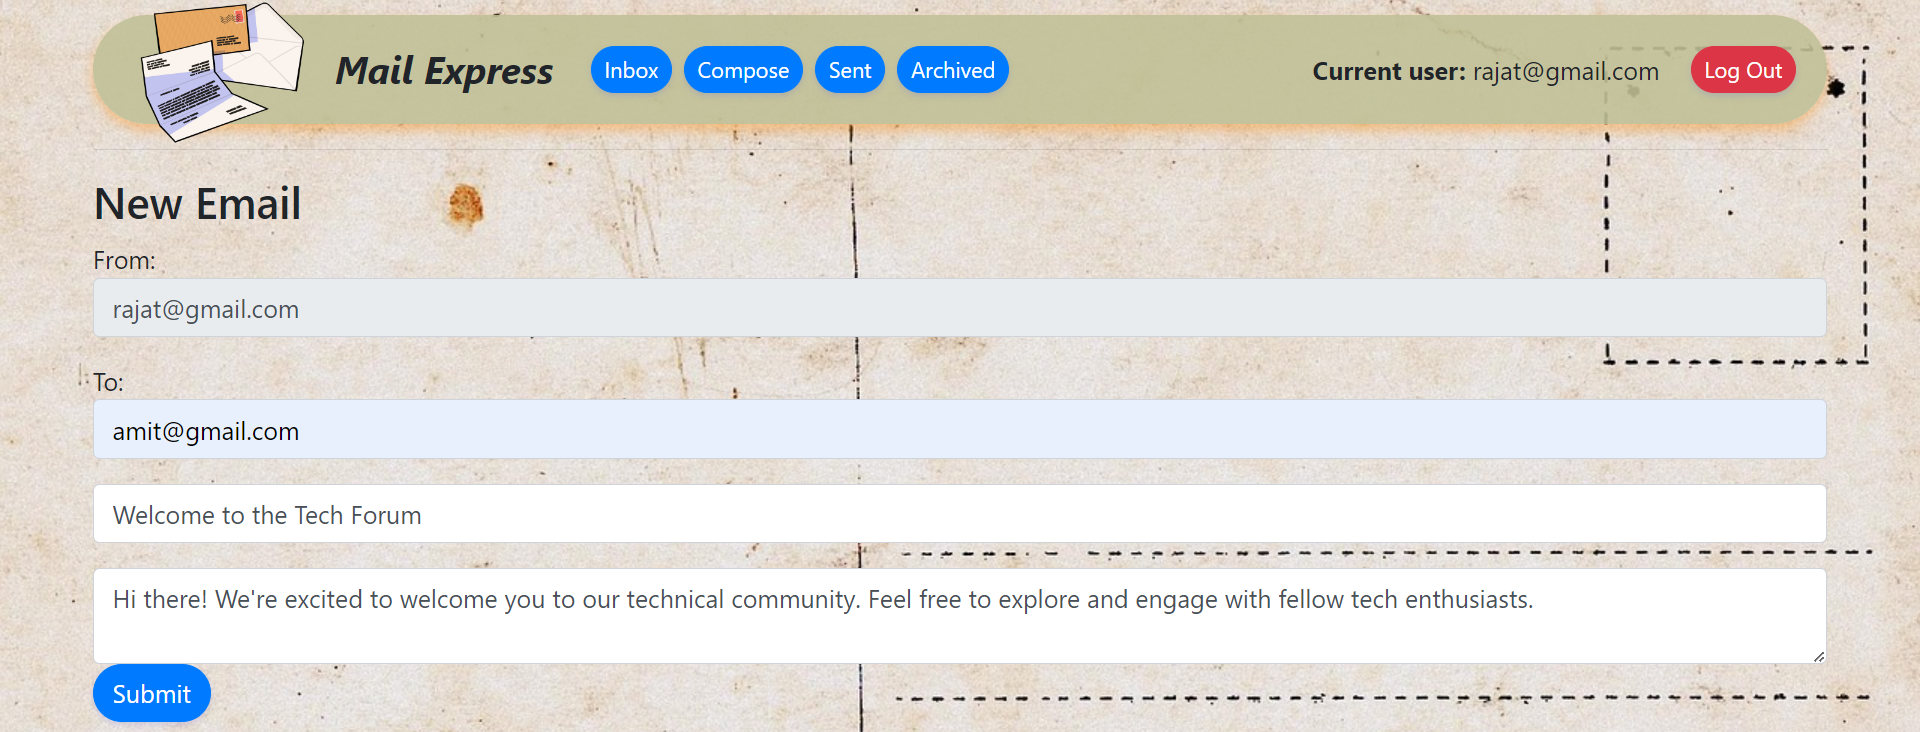 Mail Express Inbox Compose Sent Archived Current user: rajat@gmail.com Log Out
New Email
From:
rajat@gmail.com
To:
amit@gmail.com
Welcome to the Tech Forum
Hi there! We're excited to welcome you to our technical community. Feel free to explore and engage with fellow tech enthusiasts.
Submit